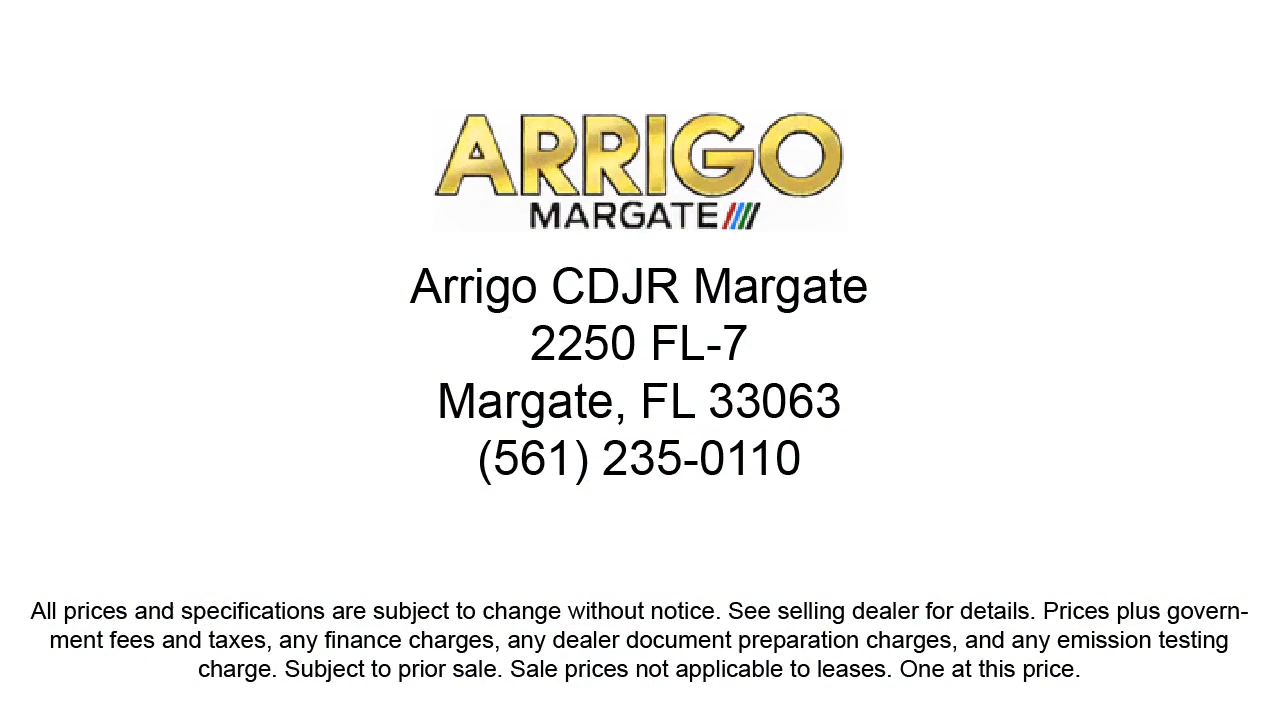 ARRIGO
MARGATE
Arrigo CDJR Margate
2250 FL-7
Margate, FL 33063
(561) 235-0110
All prices and specifications are subject to change without notice. See selling dealer for details. Prices plus govern-
ment fees and taxes, any finance charges, any dealer document preparation charges, and any emission testing
charge. Subject to prior sale. Sale prices not applicable to leases. One at this price.